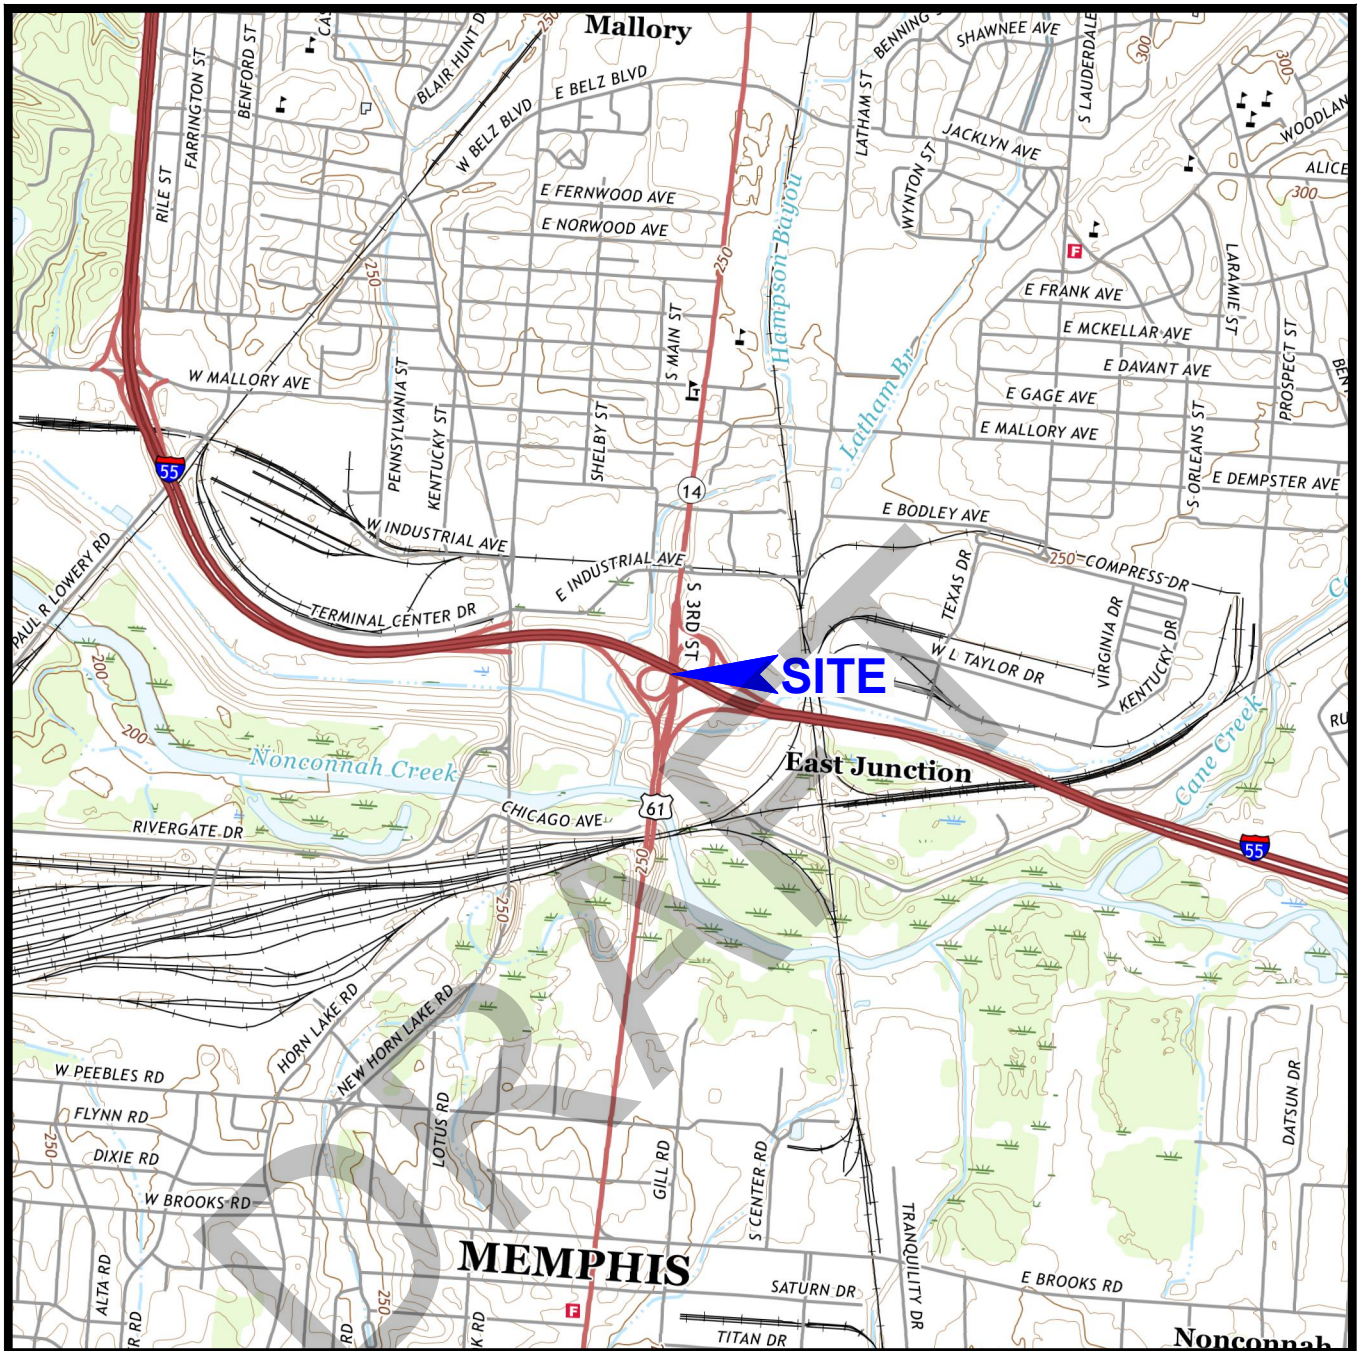 Mallory
BLAIR HUNT D
250
BENNING S
SHAWNEE AVE
S LAUDERDALE
300
300
FARRINGTON ST
BENFORD ST
CAS
E BELZ BLVD
W BELZ BLVD
LATHAM ST
JACKLYN AVE
WOODLAN
ALICE
300
RILE ST
E FERNWOOD AVE
E NORWOOD AVE
WYNTON ST
Hampson Bayou
F
250
250
LARAMIE ST
E FRANK AVE
E MCKELLAR AVE
PROSPECT ST
S MAIN ST
E DAVANT AVE
BEN
W MALLORY AVE
PENNSYLVANIA ST
KENTUCKY ST
SHELBY ST
Latham Br
E GAGE AVE
E MALLORY AVE
S ORLEANS ST
55
14
E DEMPSTER AVE
E BODLEY AVE
W INDUSTRIAL AVE
E INDUSTRIAL AVE
250
COMPRESS DR
PAUL R LOWERY RD
TERMINAL CENTER DR
S 3RD ST
TEXAS DR
VIRGINIA DR
KENTUCKY DR
C
SITE
W L TAYLOR DR
200
200
RU
Nonconnah Creek
East Junction
Cane Creek
61
CHICAGO AVE
RIVERGATE DR
55
250
250
DRAFT
HORN LAKE RD
NEW HORN LAKE RD
W PEEBLES RD
FLYNN RD
LOTUS RD
DATSUN DR
250
DIXIE RD
GILL RD
S CENTER RD
W BROOKS RD
TRANQUILITY DR
MEMPHIS
ALTA RD
SATURN DR
E BROOKS RD
250
F
R RD
RD
K RD
TITAN DR
Nonconnah